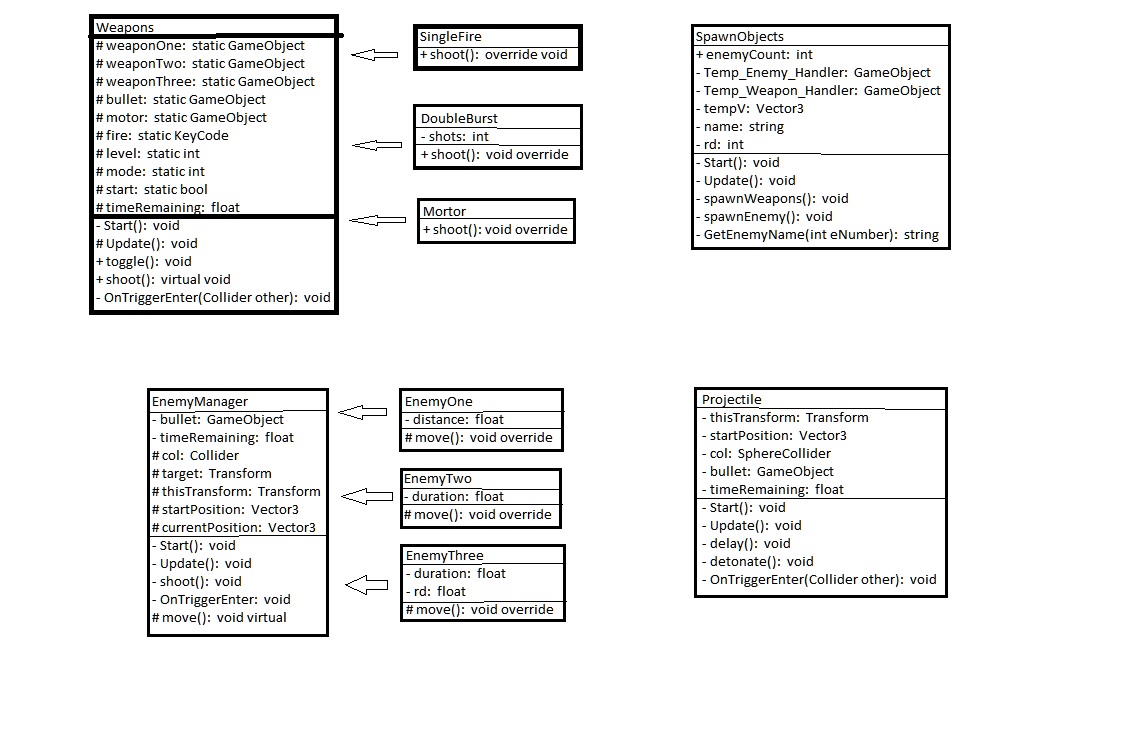 Weapons
# weaponOne: static GameObject
# weaponTwo: static GameObject
# weaponThree: static GameObject
# bullet: static GameObject
# motor: static GameObject
# fire: static KeyCode
# level: static int
# mode: static int
# start: static bool
# timeRemaining: float
- Start(): void
# Update(): void
+ toggle(): void
+ shoot(): virtual void
- OnTriggerEnter(Collider other): void
SingleFire
+ shoot(): override void
DoubleBurst
- shots: int
+ shoot(): void override
Mortor
+ shoot(): void override
SpawnObjects
+ enemyCount: int
- Temp_Enemy_Handler: GameObject
- Temp_Weapon_Handler: GameObject
- tempV: Vector3
- name: string
- rd: int
- Start(): void
- Update(): void
- spawnWeapons(): void
- spawnEnemy(): void
- GetEnemyName(int eNumber): string
EnemyManager
- bullet: GameObject
- timeRemaining: float
# col: Collider
# target: Transform
# thisTransform: Transform
# startPosition: Vector3
# currentPosition: Vector3
- Start(): void
- Update(): void
- shoot(): void
- OnTriggerEnter: void
# move(): void virtual
EnemyOne
- distance: float
# move(): void override
EnemyTwo
- duration: float
# move(): void override
EnemyThree
- duration: float
- rd: float
# move(): void override
Projectile
- thisTransform: Transform
- startPosition: Vector3
- col: SphereCollider
- bullet: GameObject
- timeRemaining: float
- Start(): void
- Update(): void
- delay(): void
- detonate(): void
- OnTriggerEnter(Collider other): void